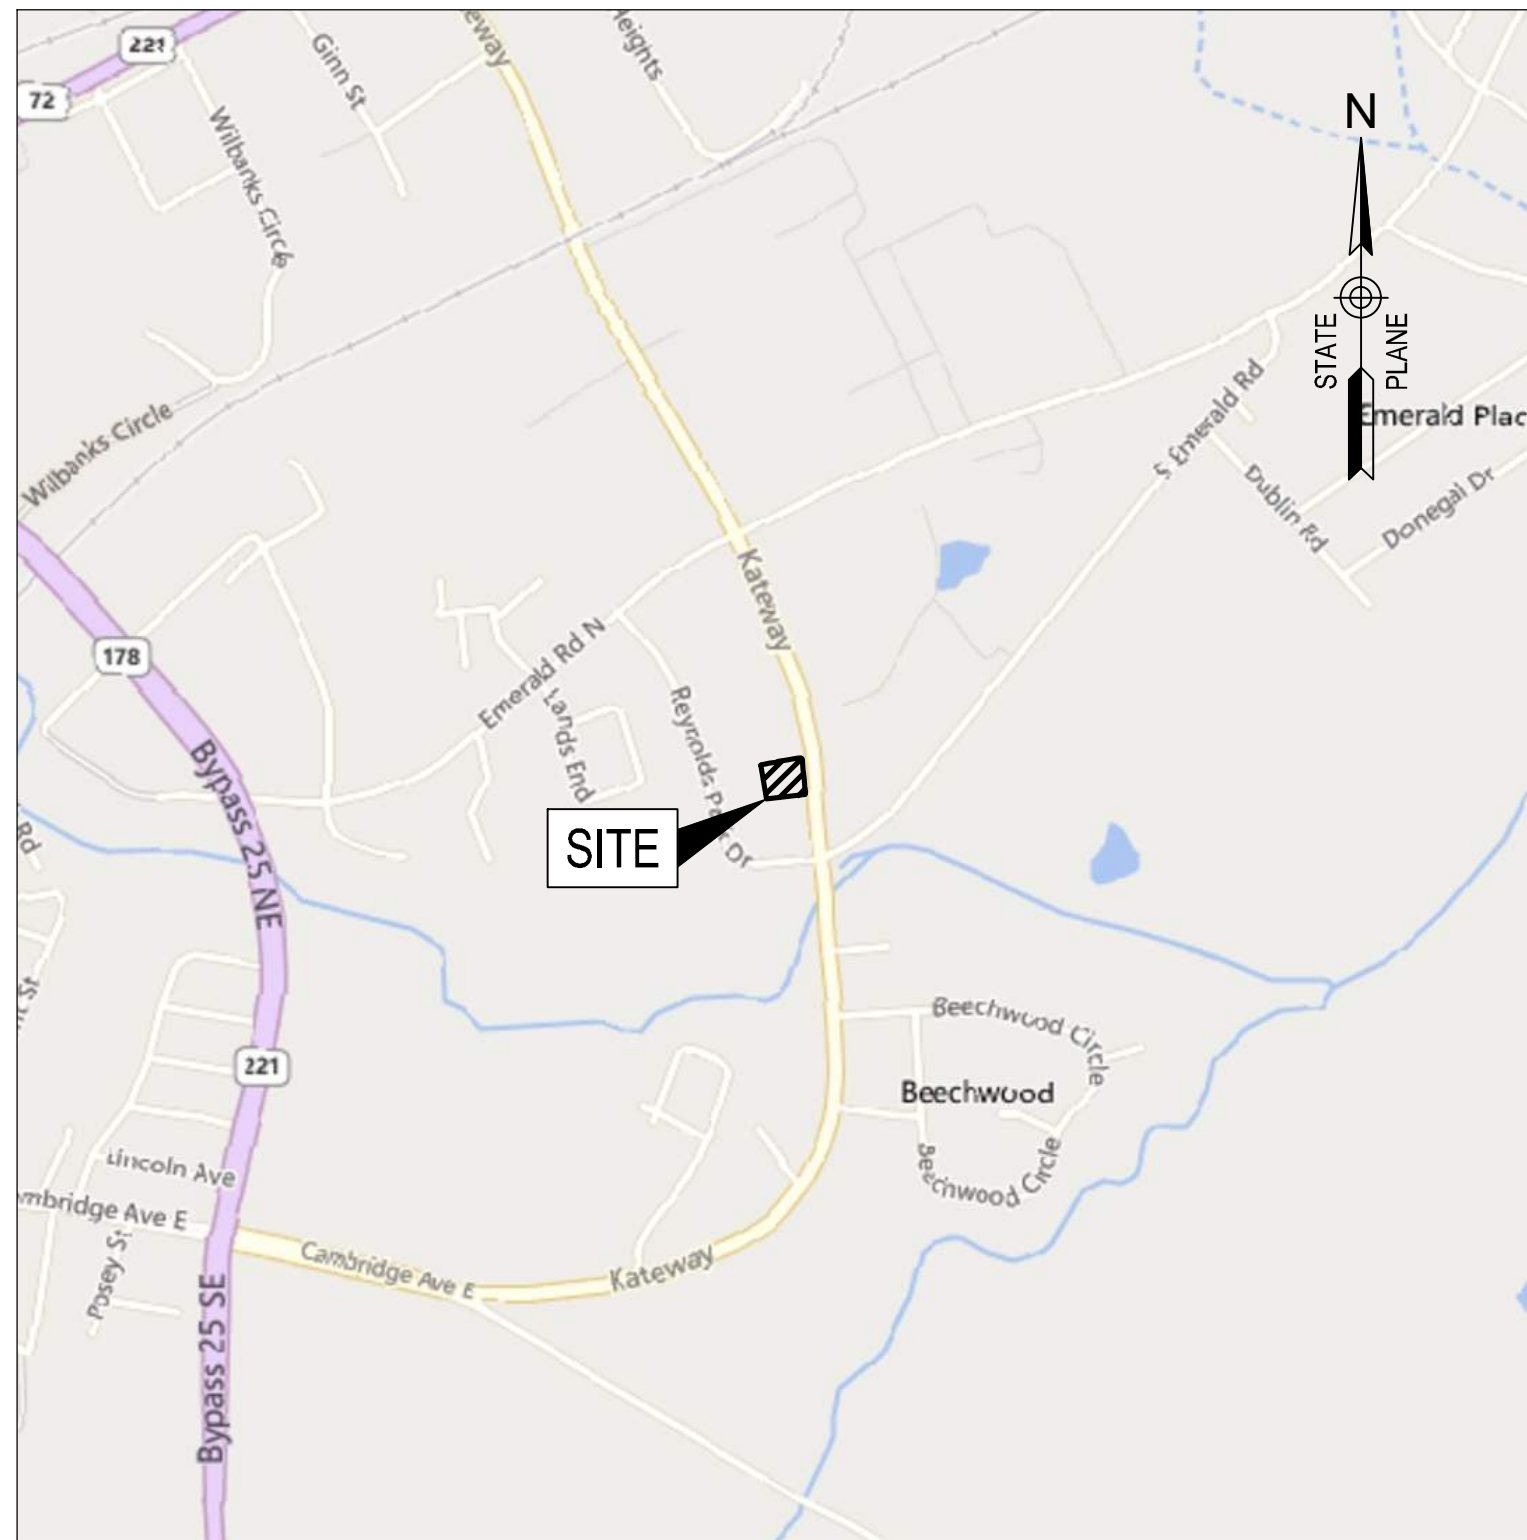 eway
Heights
221
72
Ginn St
Wilbanks Circle
N
STATE
PLANE
S Emerald Rd
Emerald Plac
Wilbanks Circle
Dublin Rd
Donegal Dr
Kateway
178
Emerald Rd N
Lands End
Reynolds Park Dr
Bypass 25 NE
SITE
Rd
St
Beechwood Circle
221
Beechwood
Beechwood Circle
Lincoln Ave
mbridge Ave E
Posey St
Cambridge Ave E
Kateway
Bypass 25 SE